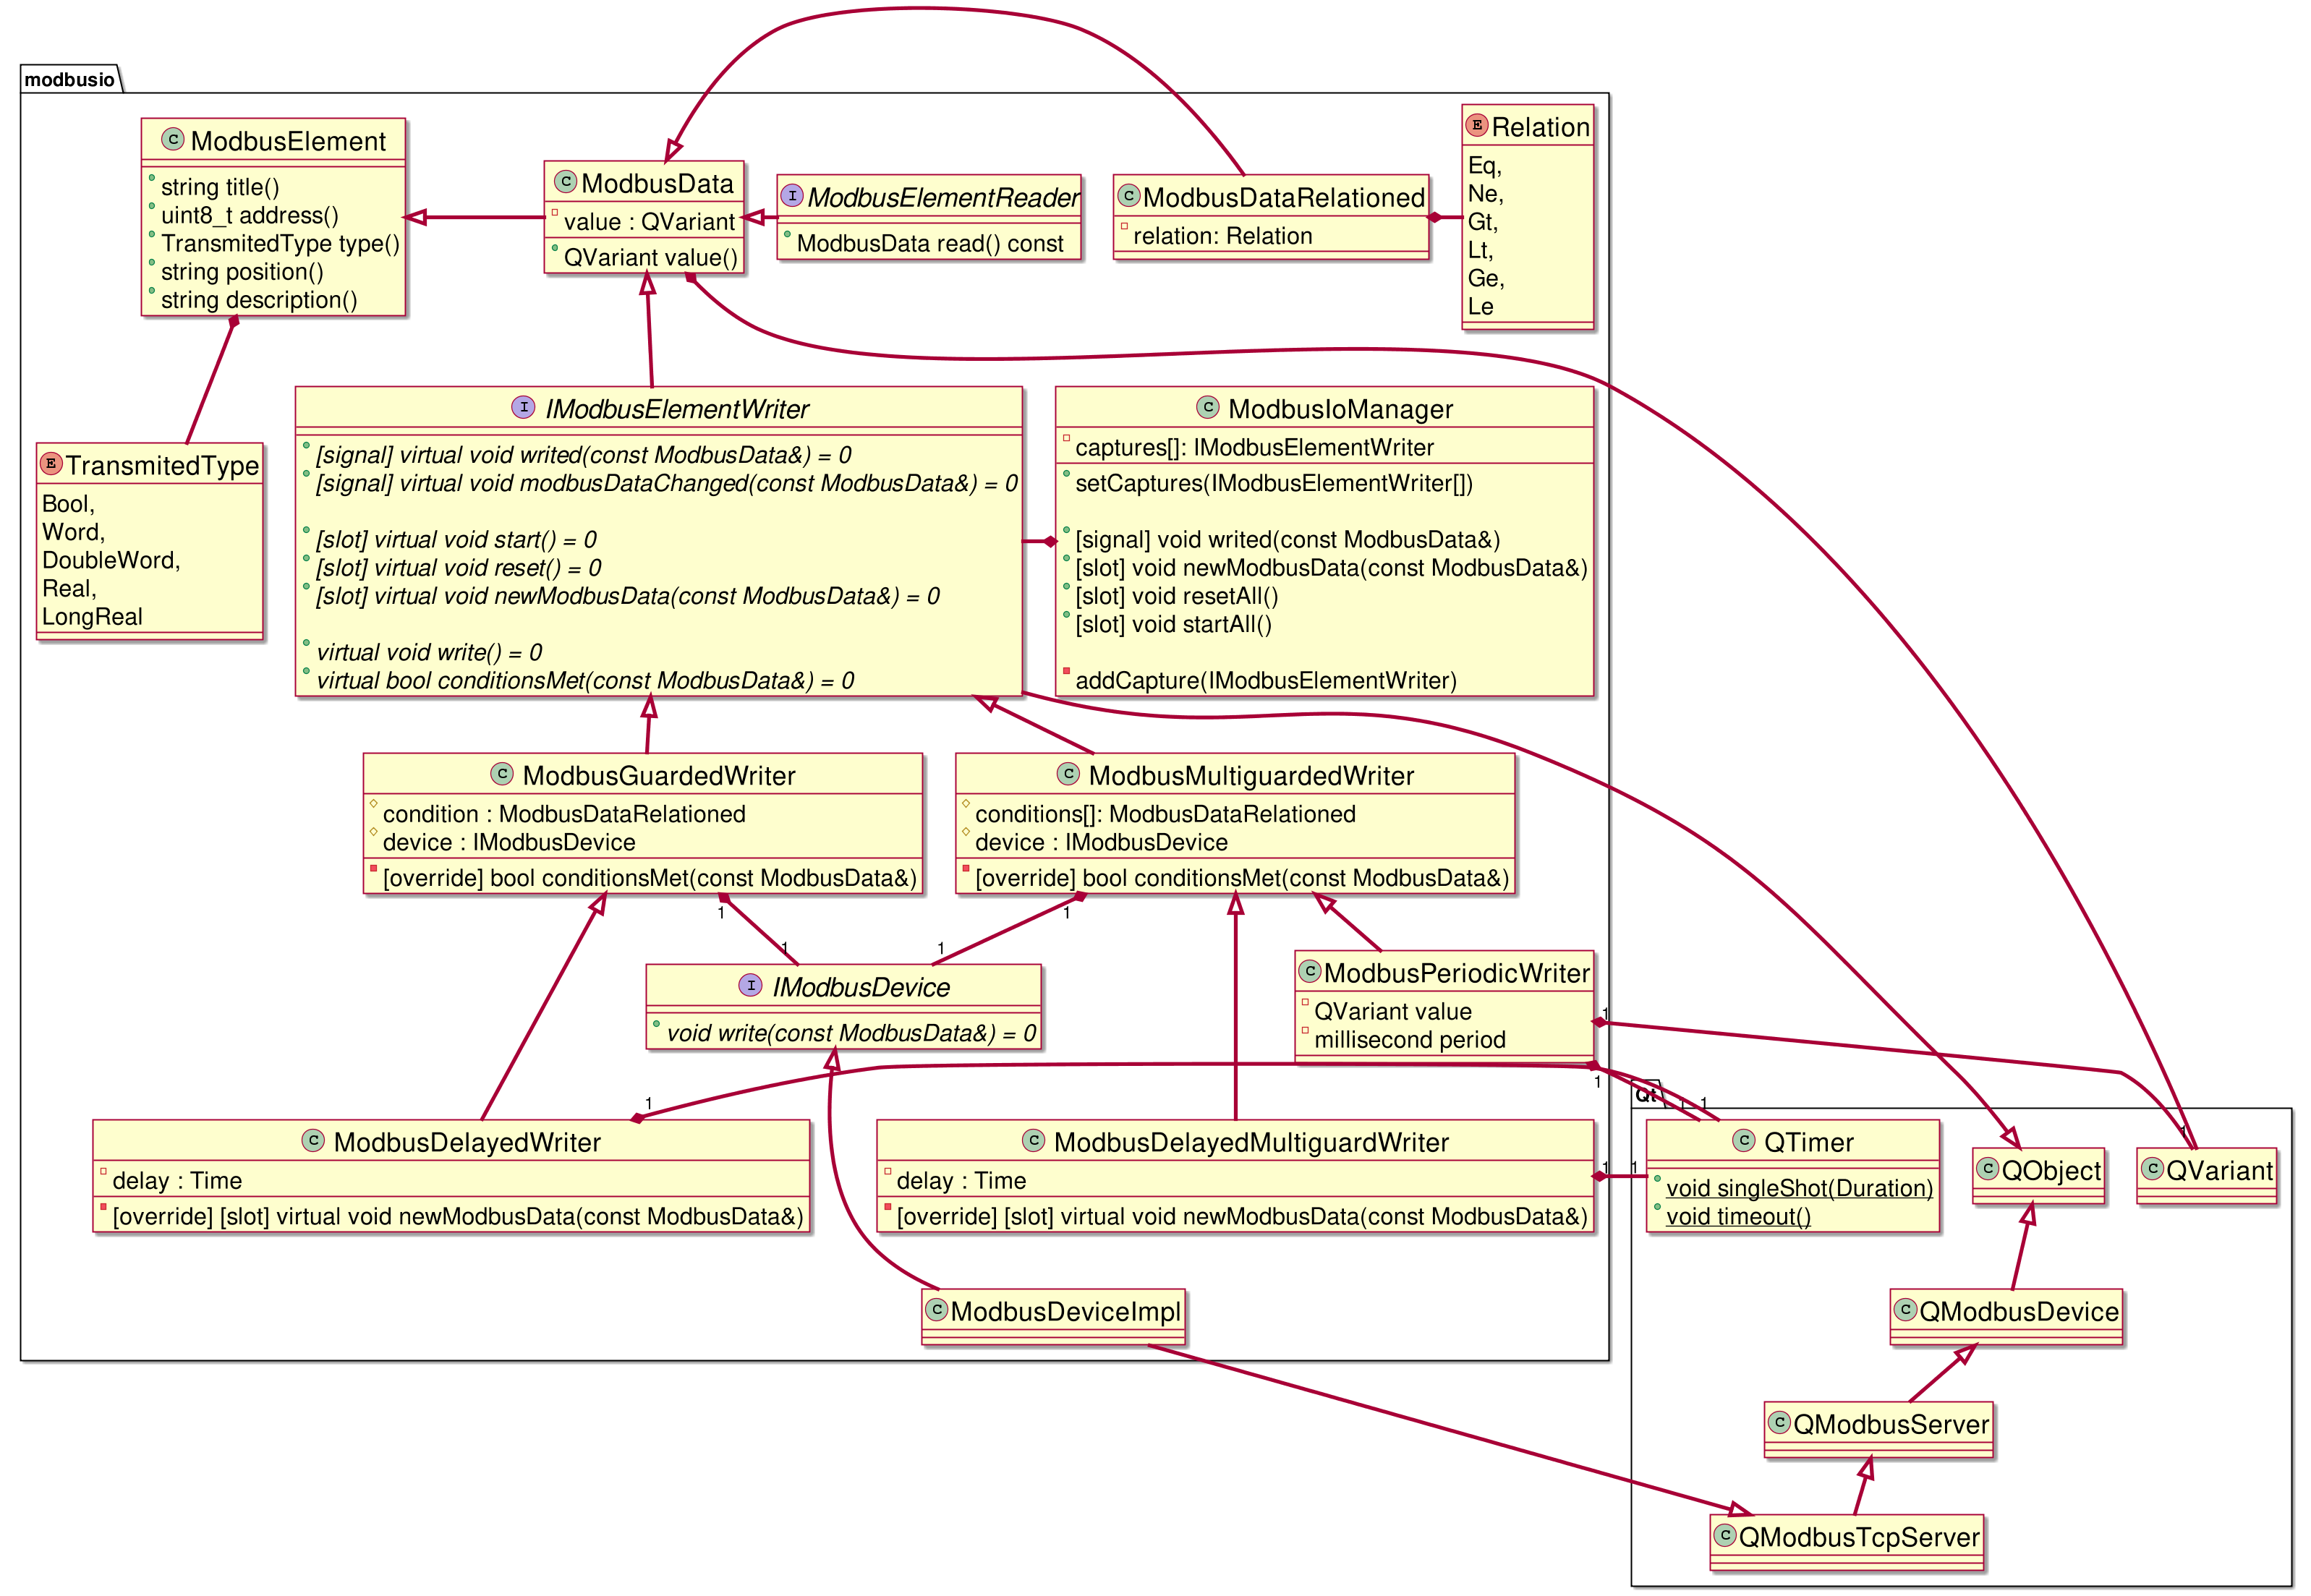 modbusio
C ModbusElement
string title()
uint8_t address()
TransmitedType type()
string position()
string description()
C ModbusData
value : QVariant
QVariant value()
I ModbusElementReader
ModbusData read() const
C ModbusDataRelationed
relation: Relation
E Relation
Eq,
Ne,
Gt,
Lt,
Ge,
Le
E TransmitedType
Bool,
Word,
DoubleWord,
Real,
LongReal
I IModbusElementWriter
[signal] virtual void writed(const ModbusData&) = 0
[signal] virtual void modbusDataChanged(const ModbusData&) = 0
[slot] virtual void start() = 0
[slot] virtual void reset() = 0
[slot] virtual void newModbusData(const ModbusData&) = 0
virtual void write() = 0
virtual bool conditionsMet(const ModbusData&) = 0
C ModbusIoManager
captures[]: IModbusElementWriter
setCaptures(IModbusElementWriter[])
[signal] void writed(const ModbusData&)
[slot] void newModbusData(const ModbusData&)
[slot] void resetAll()
[slot] void startAll()
addCapture(IModbusElementWriter)
C ModbusGuardedWriter
condition : ModbusDataRelationed
device : IModbusDevice
[override] bool conditionsMet(const ModbusData&)
C ModbusMultiguardedWriter
conditions[]: ModbusDataRelationed
device : IModbusDevice
[override] bool conditionsMet(const ModbusData&)
1
1
1
1
I IModbusDevice
void write(const ModbusData&) = 0
C ModbusPeriodicWriter
QVariant value
millisecond period
1
1
1
1
1
Qt
C ModbusDelayedWriter
delay : Time
[override] [slot] virtual void newModbusData(const ModbusData&)
C ModbusDelayedMultiguardWriter
delay : Time
[override] [slot] virtual void newModbusData(const ModbusData&)
1
1
C QTimer
void singleShot(Duration)
void timeout()
C QObject
1
C QVariant
C ModbusDeviceImpl
C QModbusDevice
C QModbusServer
C QModbusTcpServer